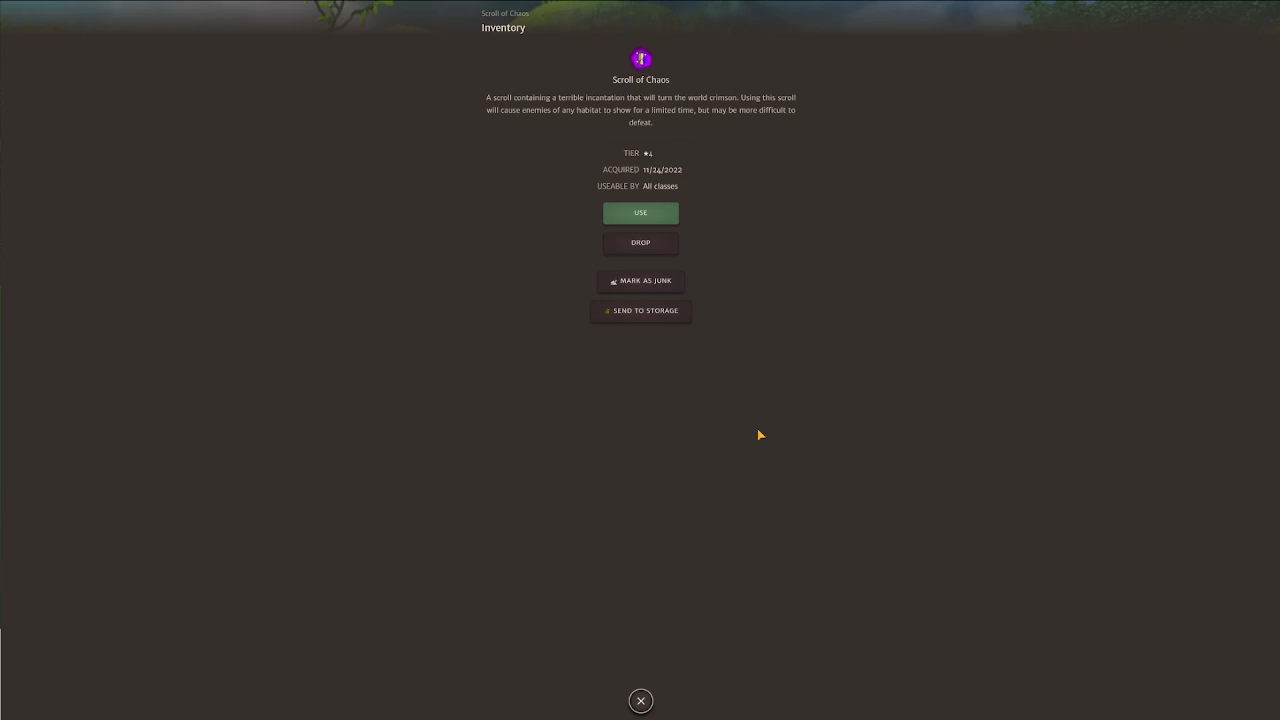 Scroll of Chaos
Inventory
Scroll of Chaos
A scroll containing a terrible incantation that will turn the world crimson. Using this scroll
will cause enemies of any habitat to show for a limited time, but may be more difficult to
defeat.
TIER ★4
ACQUIRED 11/24/2022
USEABLE BY All classes
USE
DROP
MARK AS JUNK
SEND TO STORAGE